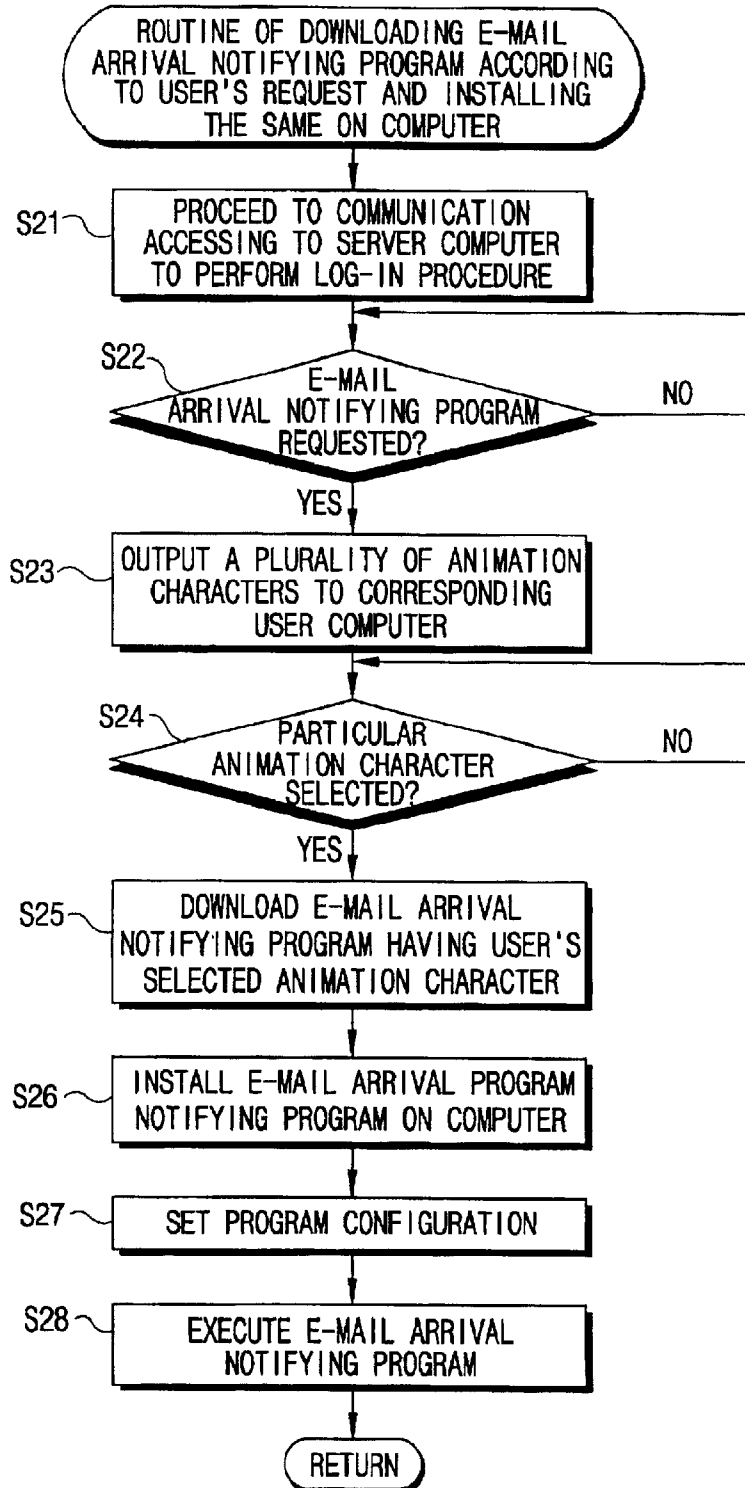 ROUTINE OF DOWNLOADING E-MAIL
ARRIVAL NOTIFYING PROGRAM ACCORDING
TO USER'S REQUEST AND INSTALLING
THE SAME ON COMPUTER
S21
PROCEED TO COMMUNICATION
ACCESSING TO SERVER COMPUTER
TO PERFORM LOG-IN PROCEDURE
S22
E-MAIL
ARRIVAL NOTIFYING PROGRAM
REQUESTED?
NO
YES
S23
OUTPUT A PLURALITY OF ANIMATION
CHARACTERS TO CORRESPONDING
USER COMPUTER
S24
PARTICULAR
ANIMATION CHARACTER
SELECTED?
NO
YES
S25
DOWNLOAD E-MAIL ARRIVAL
NOTIFYING PROGRAM HAVING USER'S
SELECTED ANIMATION CHARACTER
S26
INSTALL E-MAIL ARRIVAL PROGRAM
NOTIFYING PROGRAM ON COMPUTER
S27
SET PROGRAM CONFIGURATION
S28
EXECUTE E-MAIL ARRIVAL
NOTIFYING PROGRAM
RETURN